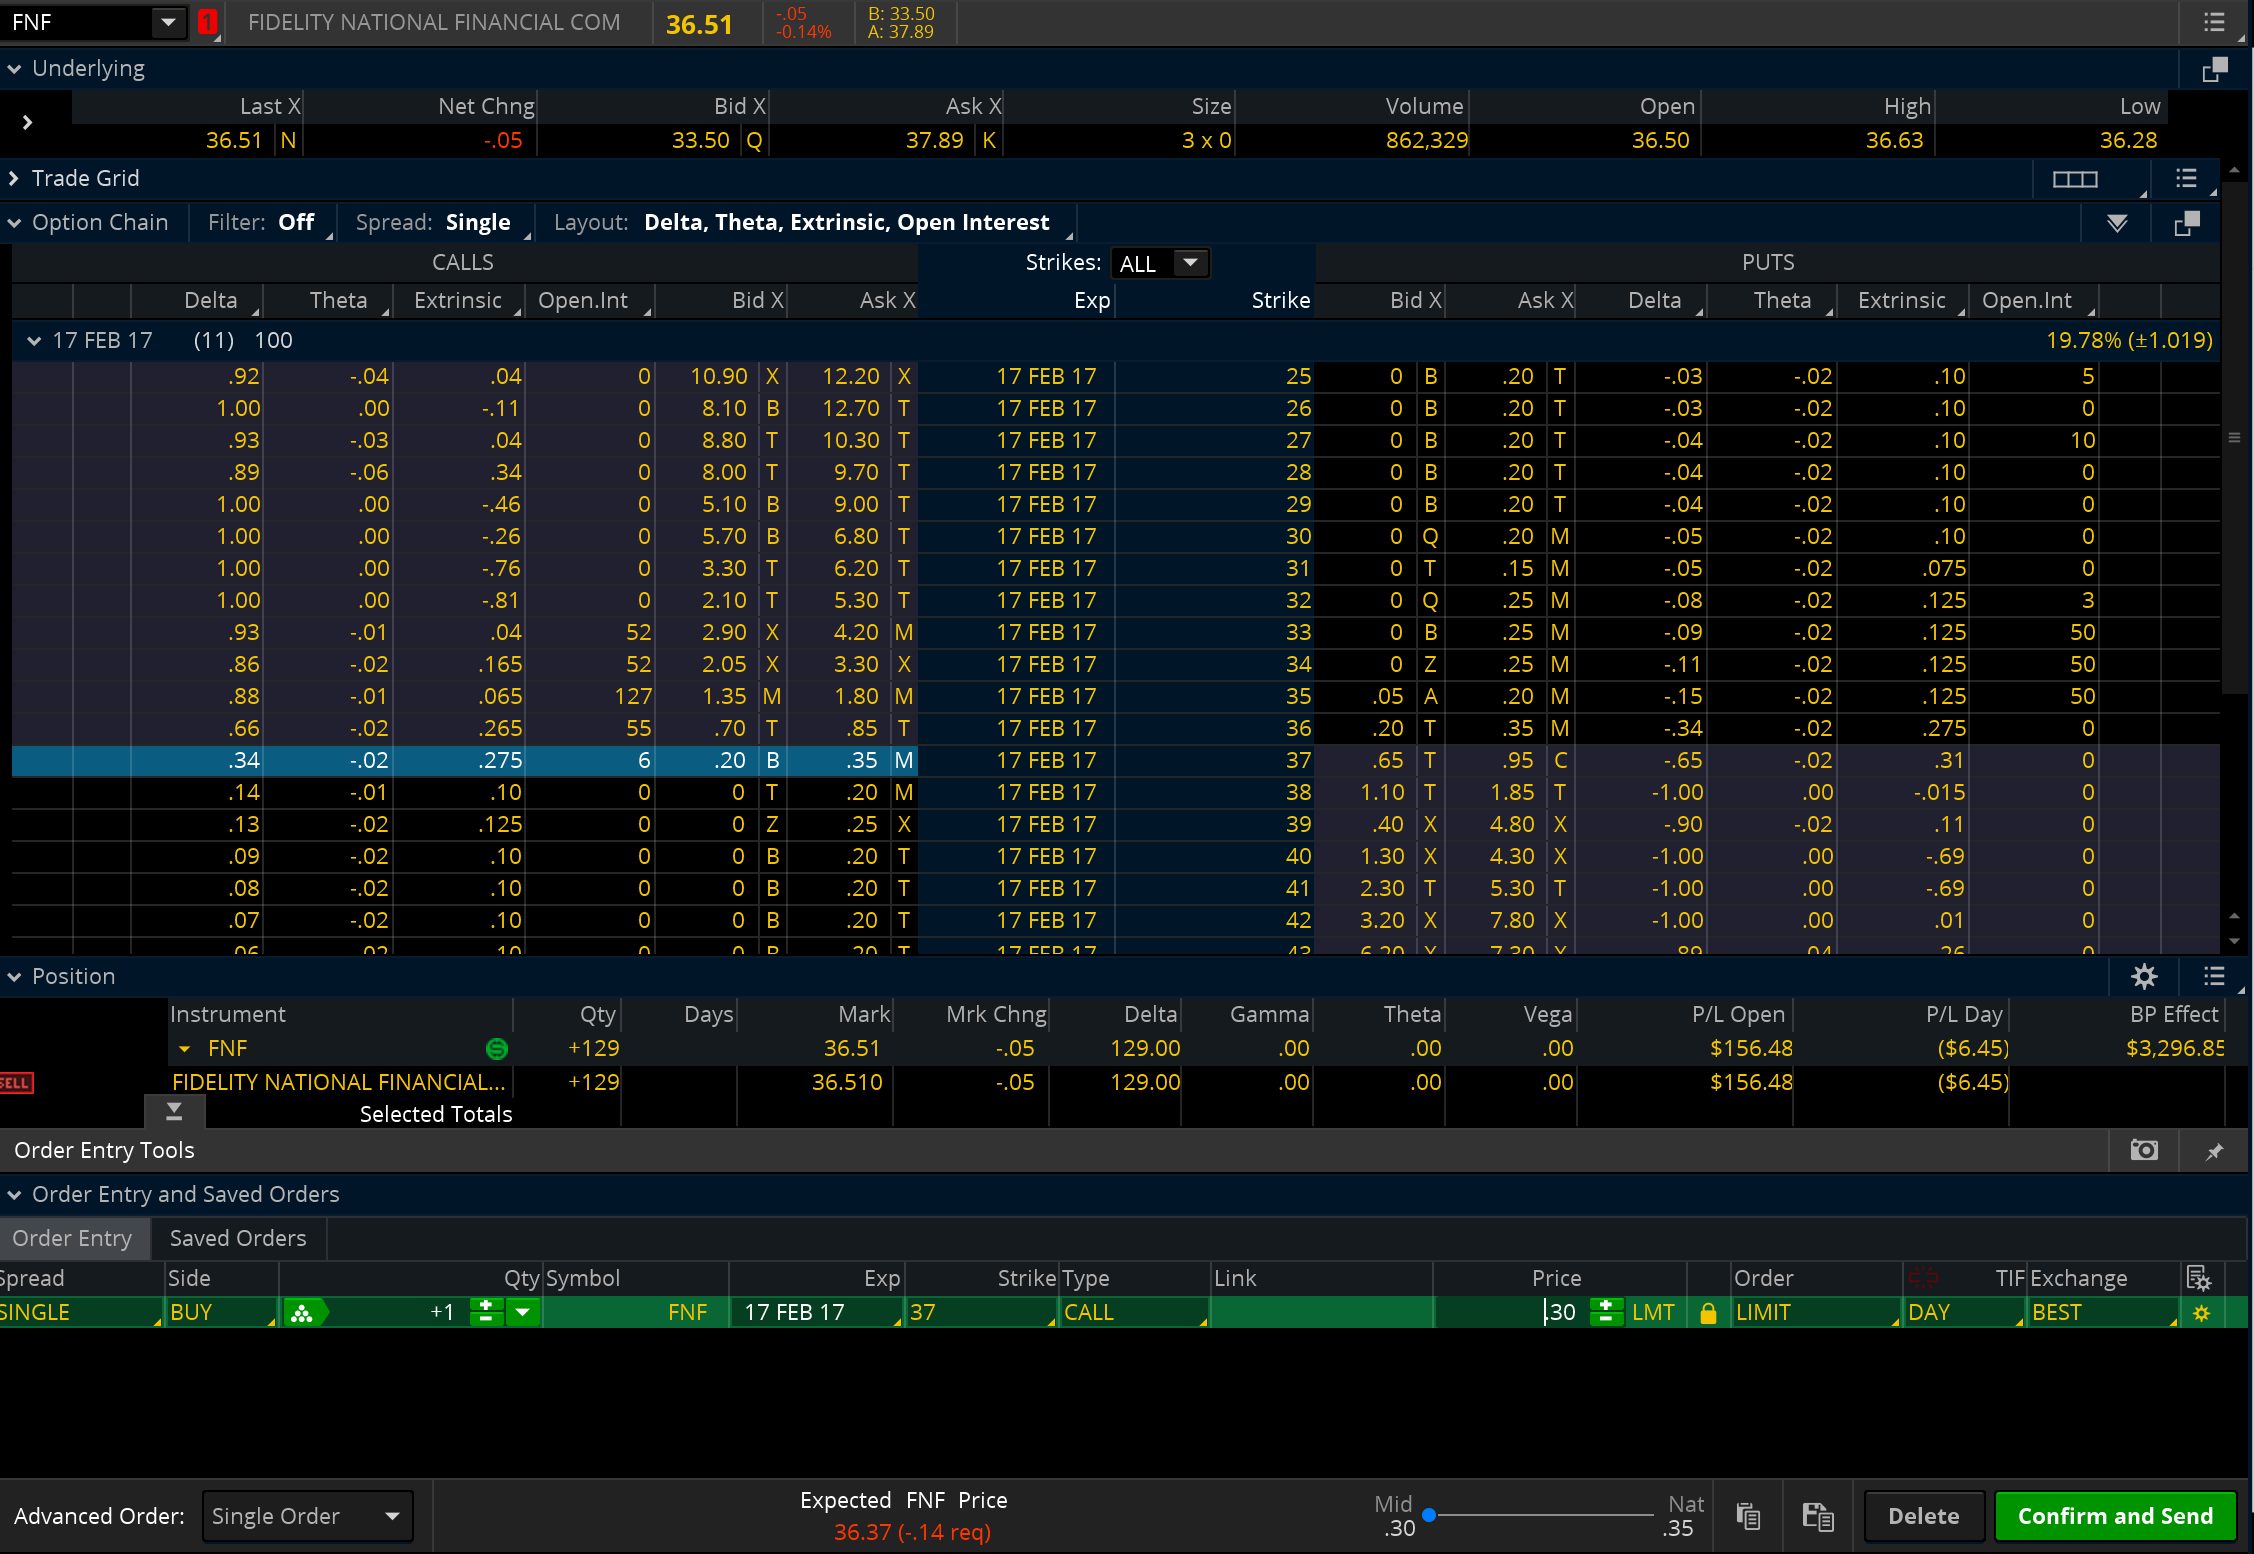 FNF 1 FIDELITY NATIONAL FINANCIAL COM 36.51 -.05 B: 33.50
-0.14% A: 37.89
Underlying
Last X Net Chng Bid X Ask X Size Volume Open High Low
36.51 N -.05 33.50 Q 37.89 K 3 x 0 862,329 36.50 36.63 36.28
Trade Grid
Option Chain Filter: Off Spread: Single Layout: Delta, Theta, Extrinsic, Open Interest
CALLS Strikes: ALL PUTS
Delta Theta Extrinsic Open.Int Bid X Ask X Exp Strike Bid X Ask X Delta Theta Extrinsic Open.Int
17 FEB 17 (11) 100 19.78% (±1.019)
.92 -.04 .04 0 10.90 X 12.20 X 17 FEB 17 25 0 B .20 T -.03 -.02 .10 5
1.00 .00 -.11 0 8.10 B 12.70 T 17 FEB 17 26 0 B .20 T -.03 -.02 .10 0
.93 -.03 .04 0 8.80 T 10.30 T 17 FEB 17 27 0 B .20 T -.04 -.02 .10 10
.89 -.06 .34 0 8.00 T 9.70 T 17 FEB 17 28 0 B .20 T -.04 -.02 .10 0
1.00 .00 -.46 0 5.10 B 9.00 T 17 FEB 17 29 0 B .20 T -.04 -.02 .10 0
1.00 .00 -.26 0 5.70 B 6.80 T 17 FEB 17 30 0 Q .20 M -.05 -.02 .10 0
1.00 .00 -.76 0 3.30 T 6.20 T 17 FEB 17 31 0 T .15 M -.05 -.02 .075 0
1.00 .00 -.81 0 2.10 T 5.30 T 17 FEB 17 32 0 Q .25 M -.08 -.02 .125 3
.93 -.01 .04 52 2.90 X 4.20 M 17 FEB 17 33 0 B .25 M -.09 -.02 .125 50
.86 -.02 .165 52 2.05 X 3.30 X 17 FEB 17 34 0 Z .25 M -.11 -.02 .125 50
.88 -.01 .065 127 1.35 M 1.80 M 17 FEB 17 35 .05 A .20 M -.15 -.02 .125 50
.66 -.02 .265 55 .70 T .85 T 17 FEB 17 36 .20 T .35 M -.34 -.02 .275 0
.34 -.02 .275 6 .20 B .35 M 17 FEB 17 37 .65 T .95 C -.65 -.02 .31 0
.14 -.01 .10 0 0 T .20 M 17 FEB 17 38 1.10 T 1.85 T -1.00 .00 -.015 0
.13 -.02 .125 0 0 Z .25 X 17 FEB 17 39 .40 X 4.80 X -.90 -.02 .11 0
.09 -.02 .10 0 0 B .20 T 17 FEB 17 40 1.30 X 4.30 X -1.00 .00 -.69 0
.08 -.02 .10 0 0 B .20 T 17 FEB 17 41 2.30 T 5.30 T -1.00 .00 -.69 0
.07 -.02 .10 0 0 B .20 T 17 FEB 17 42 3.20 X 7.80 X -1.00 .00 .01 0
Position
Instrument Qty Days Mark Mrk Chng Delta Gamma Theta Vega P/L Open P/L Day BP Effect
FNF +129 36.51 -.05 129.00 .00 .00 .00 $156.48 ($6.45) $3,296.85
SELL FIDELITY NATIONAL FINANCIAL... +129 36.510 -.05 129.00 .00 .00 .00 $156.48 ($6.45)
Selected Totals
Order Entry Tools
Order Entry and Saved Orders
Order Entry Saved Orders
Spread Side Qty Symbol Exp Strike Type Link Price Order TIF Exchange
SINGLE BUY +1 FNF 17 FEB 17 37 CALL .30 LMT LIMIT DAY BEST
Advanced Order: Single Order Expected FNF Price Mid Nat Delete Confirm and Send
36.37 (-.14 req) .30 .35